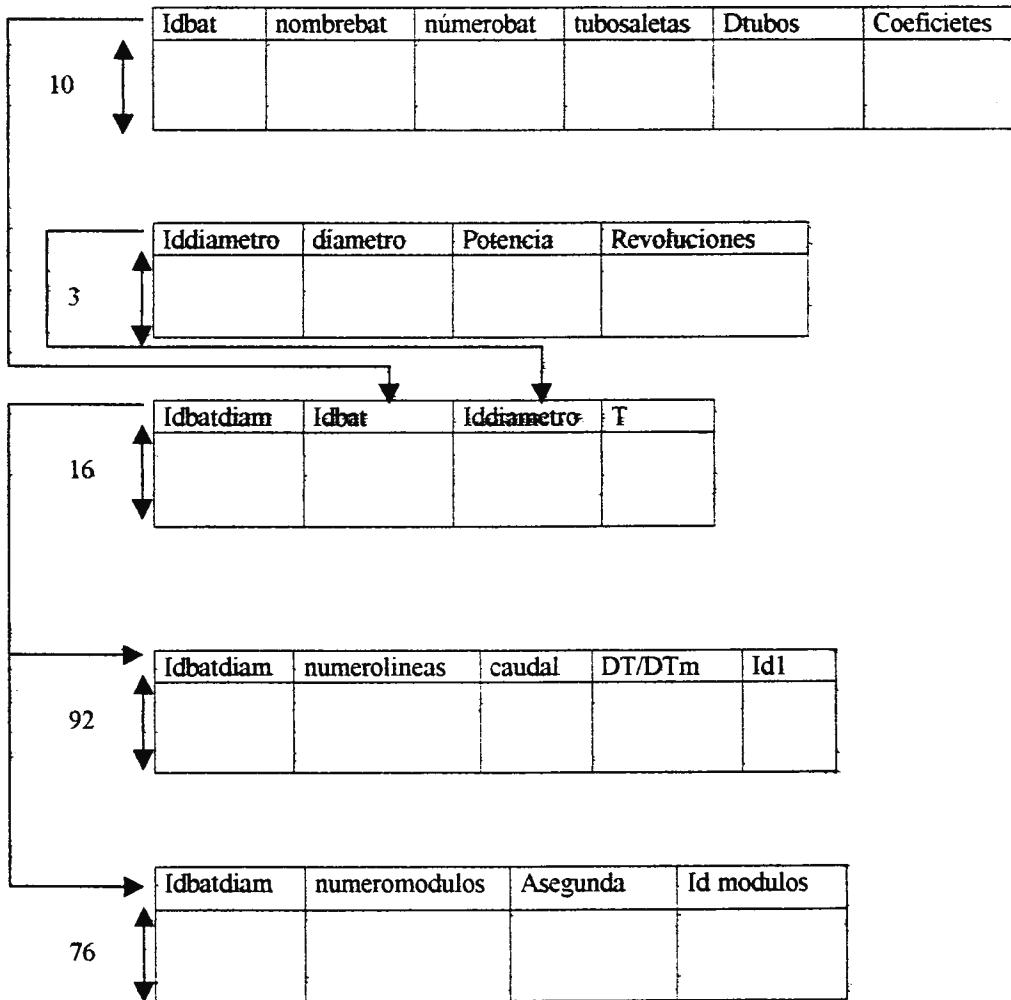 Idbat nombrebat númerobat tubosaletas Dtubos Coeficietes
10
Iddiametro diametro Potencia Revoluciones
3
Idbatdiam Idbat Iddiametro T
16
Idbatdiam numerolineas caudal DT/DTm Id1
92
Idbatdiam numeromodulos Asegunda Id modulos
76